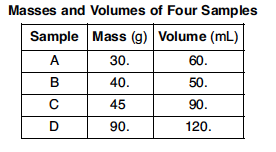 Masses and Volumes of Four Samples
Sample Mass (g) Volume (mL)
A 30. 60.
B 40. 50.
C 45 90.
D 90. 120.